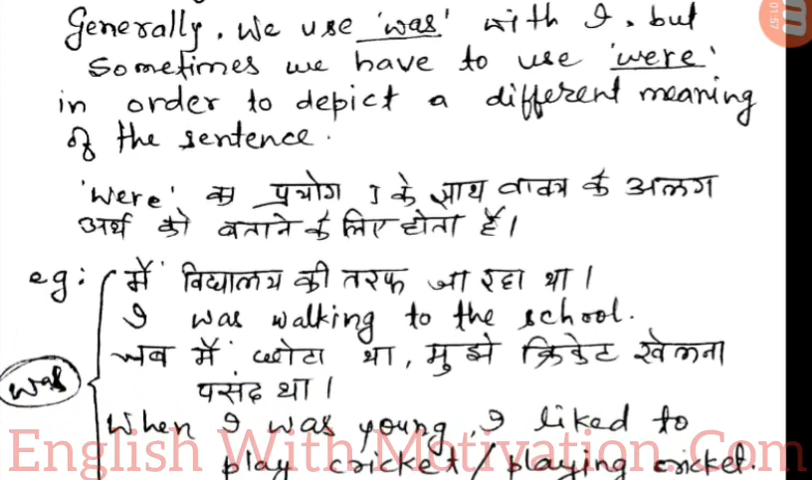 Generally, we use 'was' with I, but
sometimes we have to use 'were'
in order to depict a different meaning
of the sentence.
'were' का प्रयोग I के साथ वाक्य के अलग
अर्थ को बताने के लिए होता है।
eg: मैं विद्यालय की तरफ जा रहा था।
I was walking to the school.
जब मैं छोटा था, मुझे क्रिकेट खेलना
was
पसंद था।
When I was young, I liked to
play cricket/playing cricket.
English With Motivation. Com
01:57